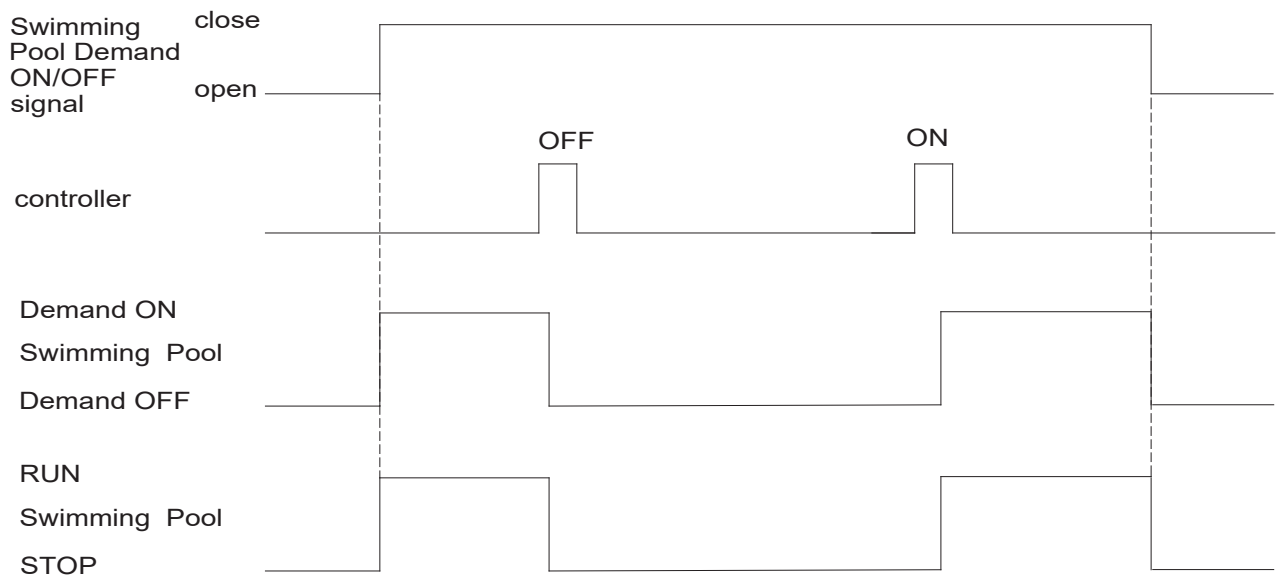 Swimming
Pool Demand
ON/OFF
signal
close
open
OFF
ON
controller
Demand ON
Swimming Pool
Demand OFF
RUN
Swimming Pool
STOP